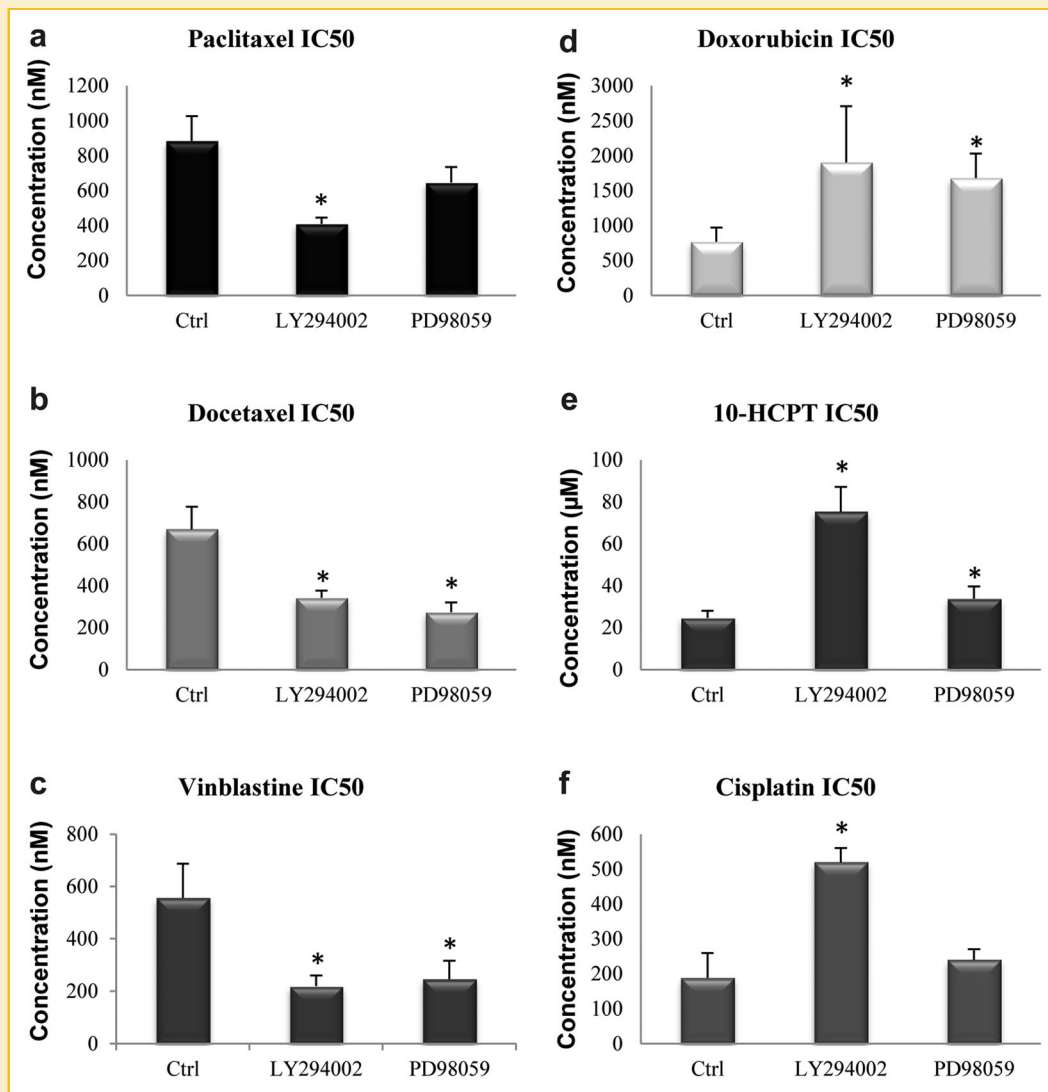 a
Paclitaxel IC50
Concentration (nM)
1200
1000
800
600
400
200
0
*
Ctrl LY294002 PD98059
b
Docetaxel IC50
Concentration (nM)
1000
800
600
400
200
0
* *
Ctrl LY294002 PD98059
c
Vinblastine IC50
Concentration (nM)
800
600
400
200
0
* *
Ctrl LY294002 PD98059
d
Doxorubicin IC50
Concentration (nM)
3000
2500
2000
1500
1000
500
0
* *
Ctrl LY294002 PD98059
e
10-HCPT IC50
Concentration (µM)
100
80
60
40
20
0
* *
Ctrl LY294002 PD98059
f
Cisplatin IC50
Concentration (nM)
600
500
400
300
200
100
0
*
Ctrl LY294002 PD98059